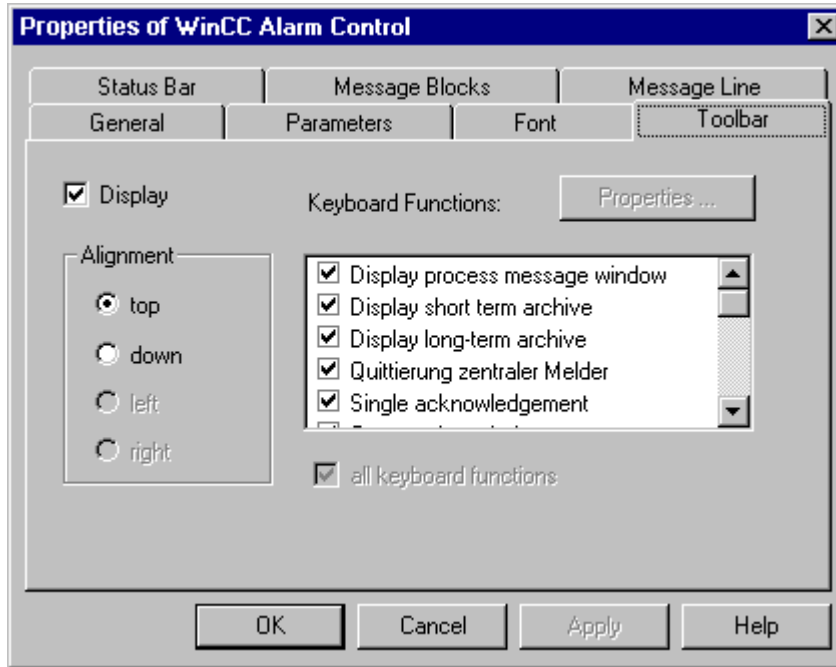 Properties of WinCC Alarm Control
Status Bar
Message Blocks
Message Line
General
Parameters
Font
Toolbar
Display
Keyboard Functions:
Properties ...
Alignment
top
down
left
right
Display process message window
Display short term archive
Display long-term archive
Quittierung zentraler Melder
Single acknowledgement
all keyboard functions
OK
Cancel
Apply
Help